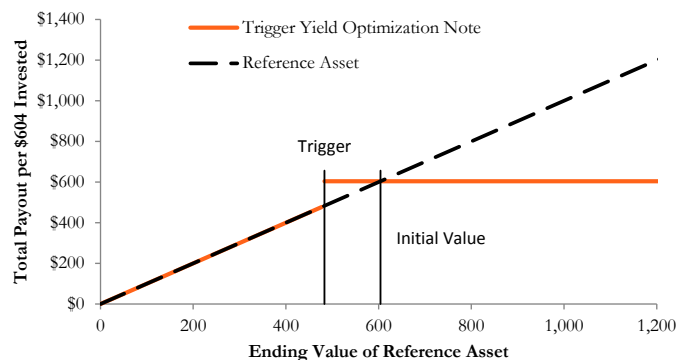 $1,400
Trigger Yield Optimization Note
$1,200
Reference Asset
$1,000
$800
Trigger
$600
$400
Initial Value
$200
$0
0 200 400 600 800 1,000 1,200
Total Payout per $604 Invested
Ending Value of Reference Asset